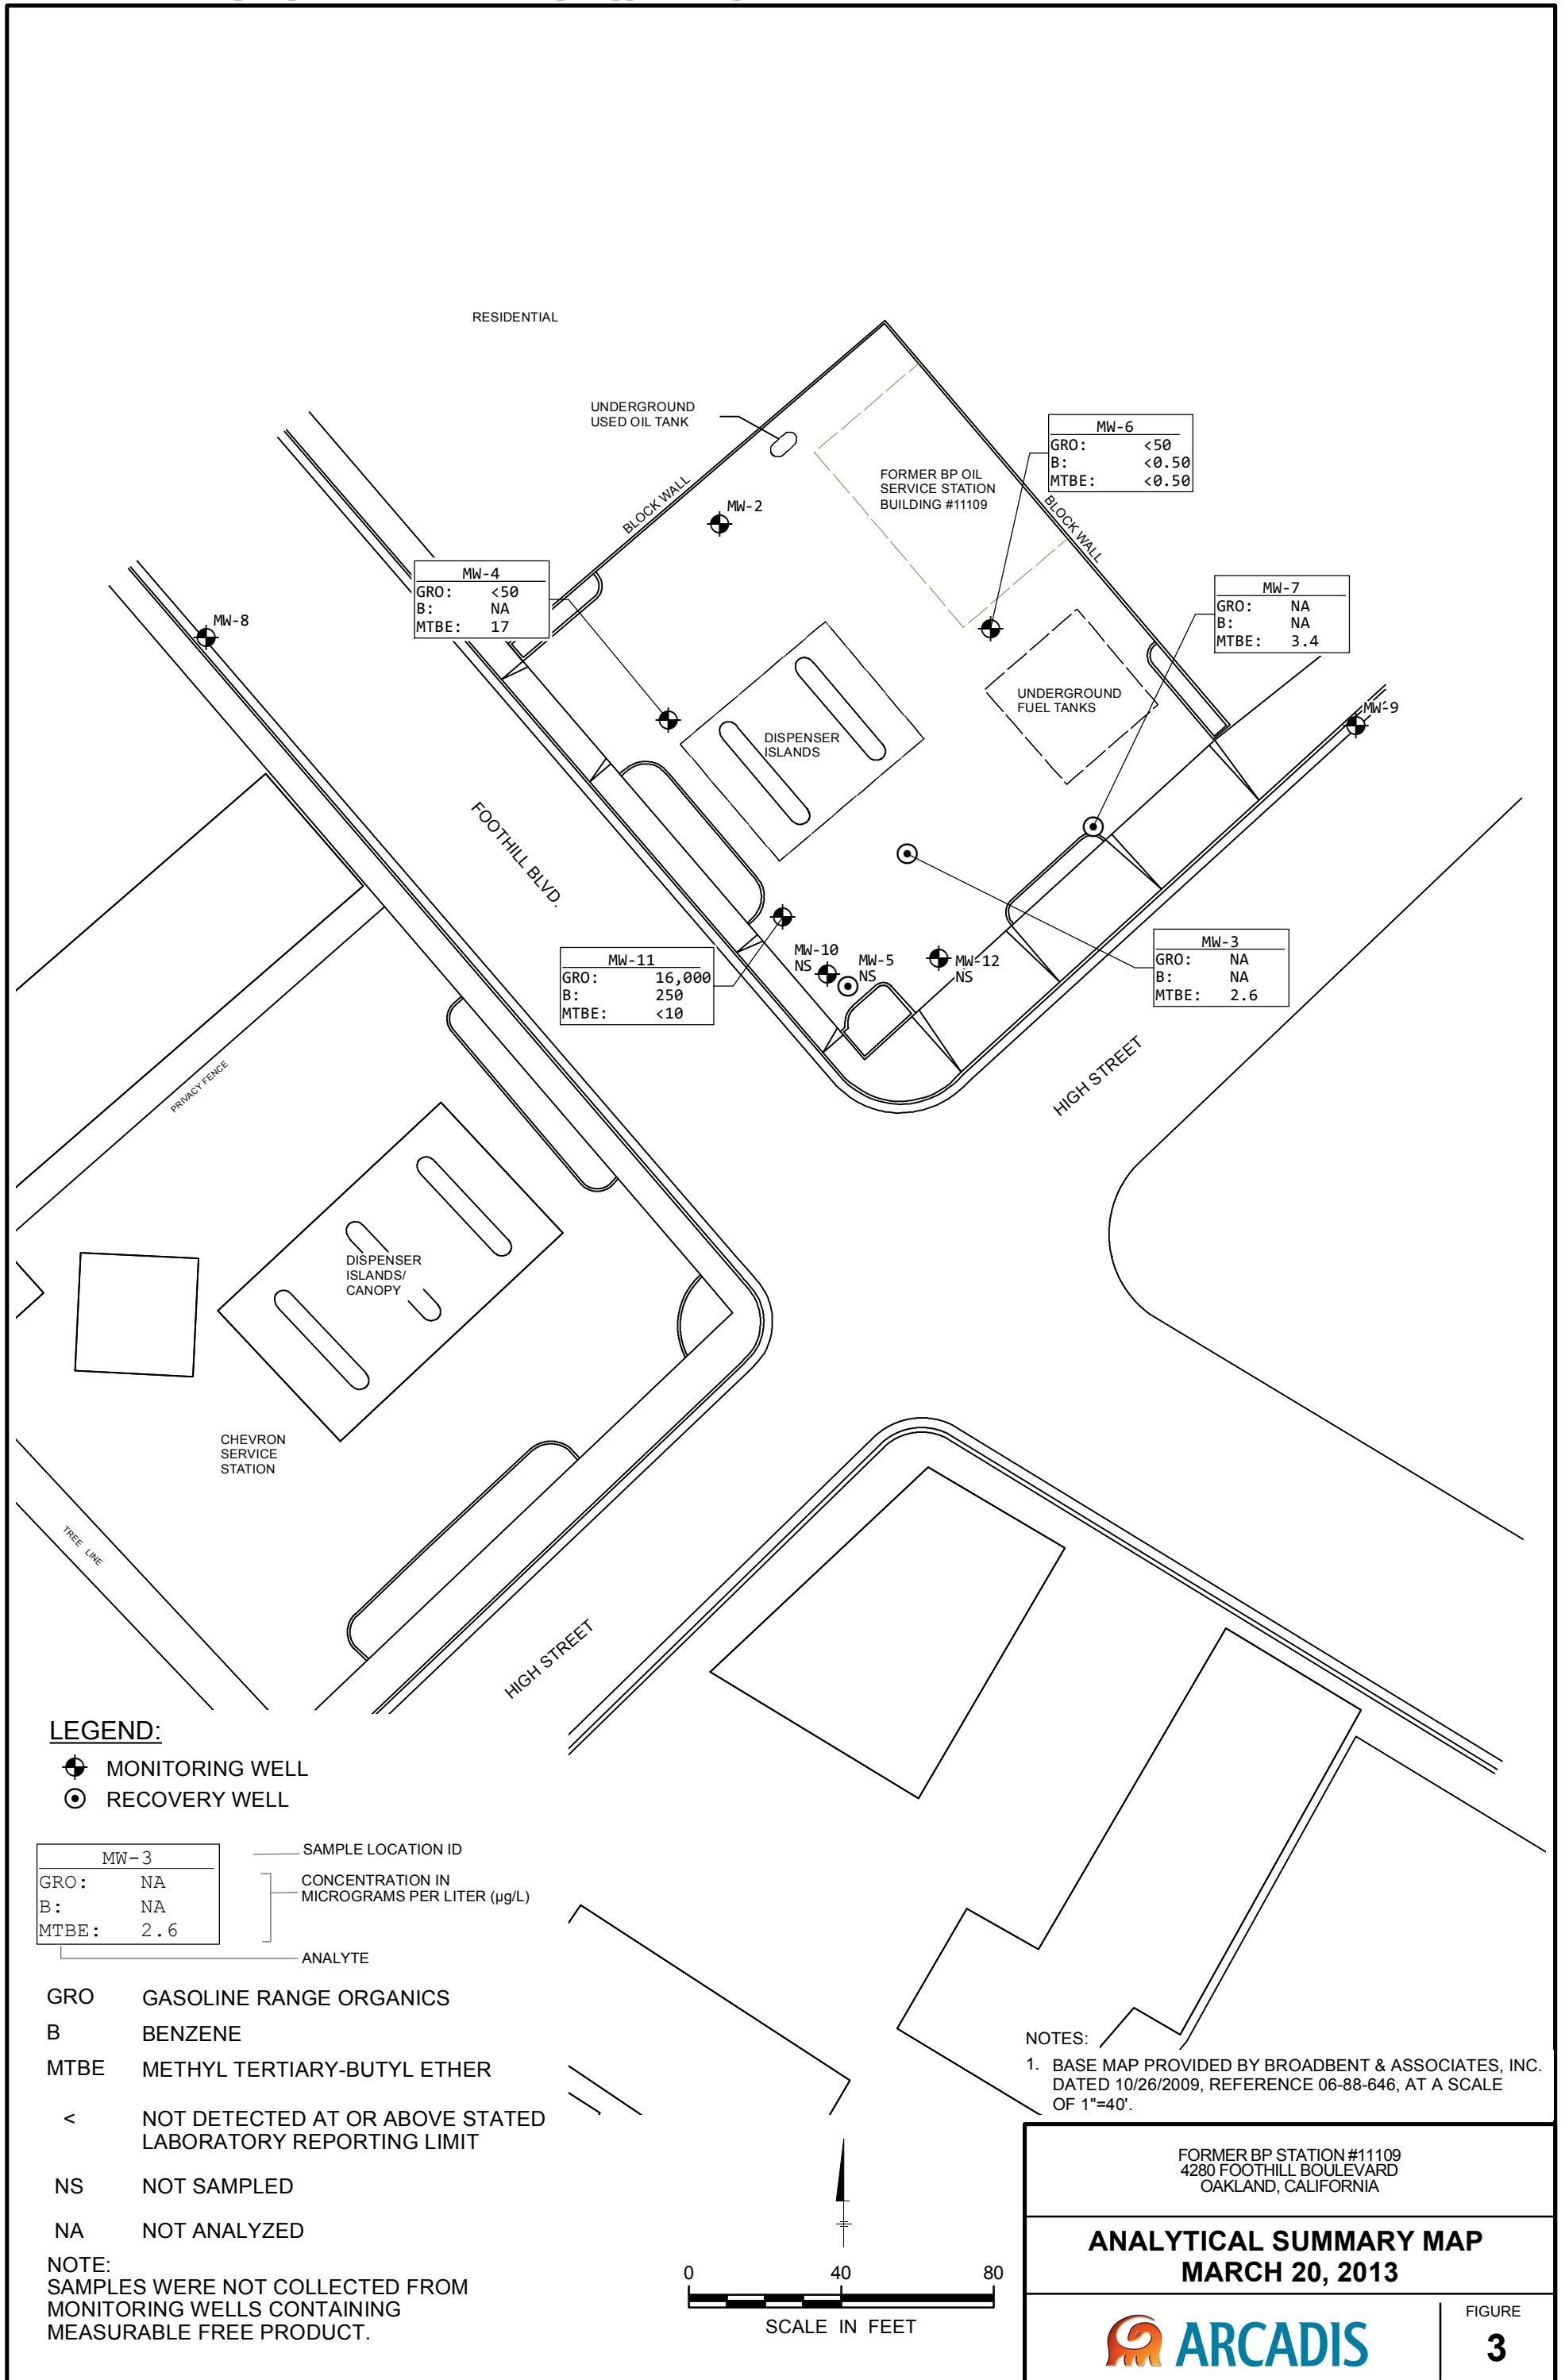 RESIDENTIAL
UNDERGROUND
USED OIL TANK
BLOCK WALL
MW-2
FORMER BP OIL
SERVICE STATION
BUILDING #11109
BLOCK WALL
MW-6
GRO: <50
B: <0.50
MTBE: <0.50
MW-4
GRO: <50
B: NA
MTBE: 17
MW-7
GRO: NA
B: NA
MTBE: 3.4
MW-8
UNDERGROUND
FUEL TANKS
MW-9
DISPENSER
ISLANDS
FOOTHILL BLVD.
MW-11
GRO: 16,000
B: 250
MTBE: <10
MW-10
NS
MW-5
NS
MW-12
NS
MW-3
GRO: NA
B: NA
MTBE: 2.6
HIGH STREET
PRIVACY FENCE
DISPENSER
ISLANDS/
CANOPY
CHEVRON
SERVICE
STATION
TREE LINE
HIGH STREET
LEGEND:
MONITORING WELL
RECOVERY WELL
MW-3
GRO: NA
B: NA
MTBE: 2.6
SAMPLE LOCATION ID
CONCENTRATION IN
MICROGRAMS PER LITER (µg/L)
ANALYTE
GRO GASOLINE RANGE ORGANICS
B BENZENE
MTBE METHYL TERTIARY-BUTYL ETHER
< NOT DETECTED AT OR ABOVE STATED
LABORATORY REPORTING LIMIT
NS NOT SAMPLED
NA NOT ANALYZED
NOTE:
SAMPLES WERE NOT COLLECTED FROM
MONITORING WELLS CONTAINING
MEASURABLE FREE PRODUCT.
0 40 80
SCALE IN FEET
NOTES:
1. BASE MAP PROVIDED BY BROADBENT & ASSOCIATES, INC.
DATED 10/26/2009, REFERENCE 06-88-646, AT A SCALE
OF 1"=40'.
FORMER BP STATION #11109
4280 FOOTHILL BOULEVARD
OAKLAND, CALIFORNIA
ANALYTICAL SUMMARY MAP
MARCH 20, 2013
ARCADIS
FIGURE
3